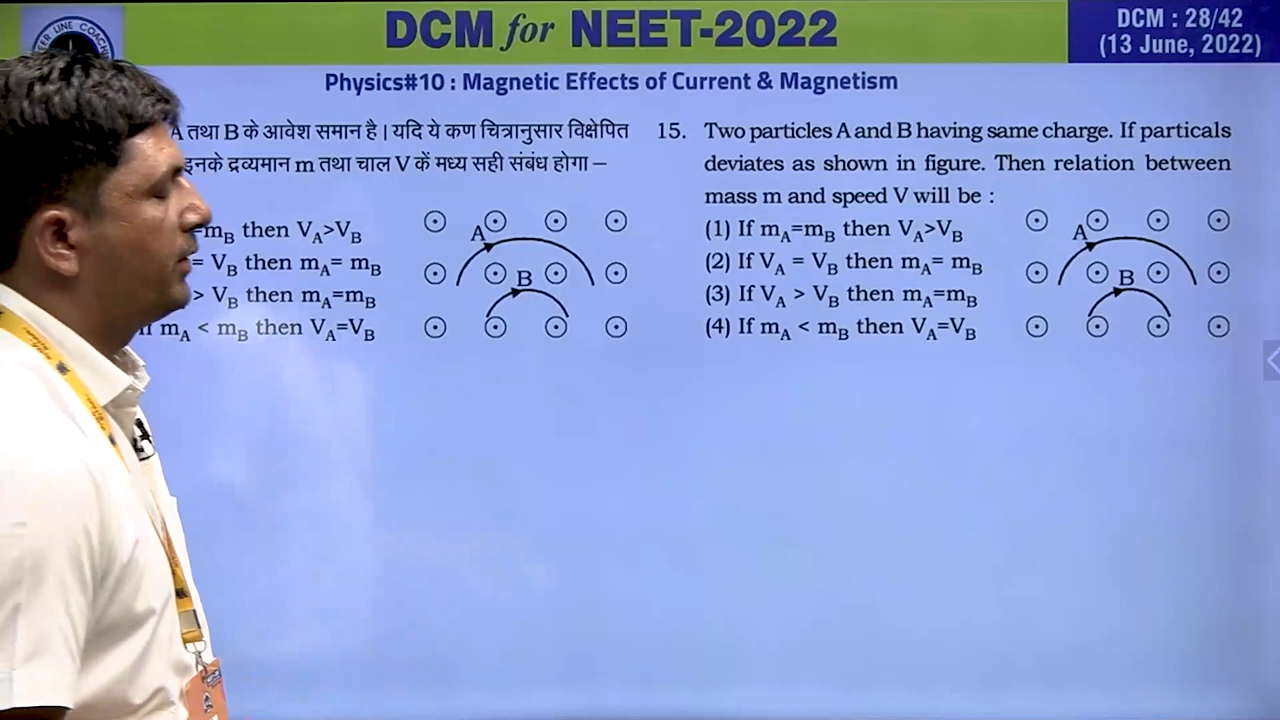 DCM for NEET-2022
DCM : 28/42
(13 June, 2022)
Physics#10 : Magnetic Effects of Current & Magnetism
A तथा B के आवेश समान है। यदि ये कण चित्रानुसार विक्षेपित
इनके द्रव्यमान m तथा चाल V कें मध्य सही संबंध होगा –
=mB then VA>VB
= VB then mA= mB
> VB then mA=mB
mA < mB then VA=VB
A
B
15. Two particles A and B having same charge. If particals
deviates as shown in figure. Then relation between
mass m and speed V will be :
(1) If mA=mB then VA>VB
(2) If VA = VB then mA= mB
(3) If VA > VB then mA=mB
(4) If mA < mB then VA=VB
A
B